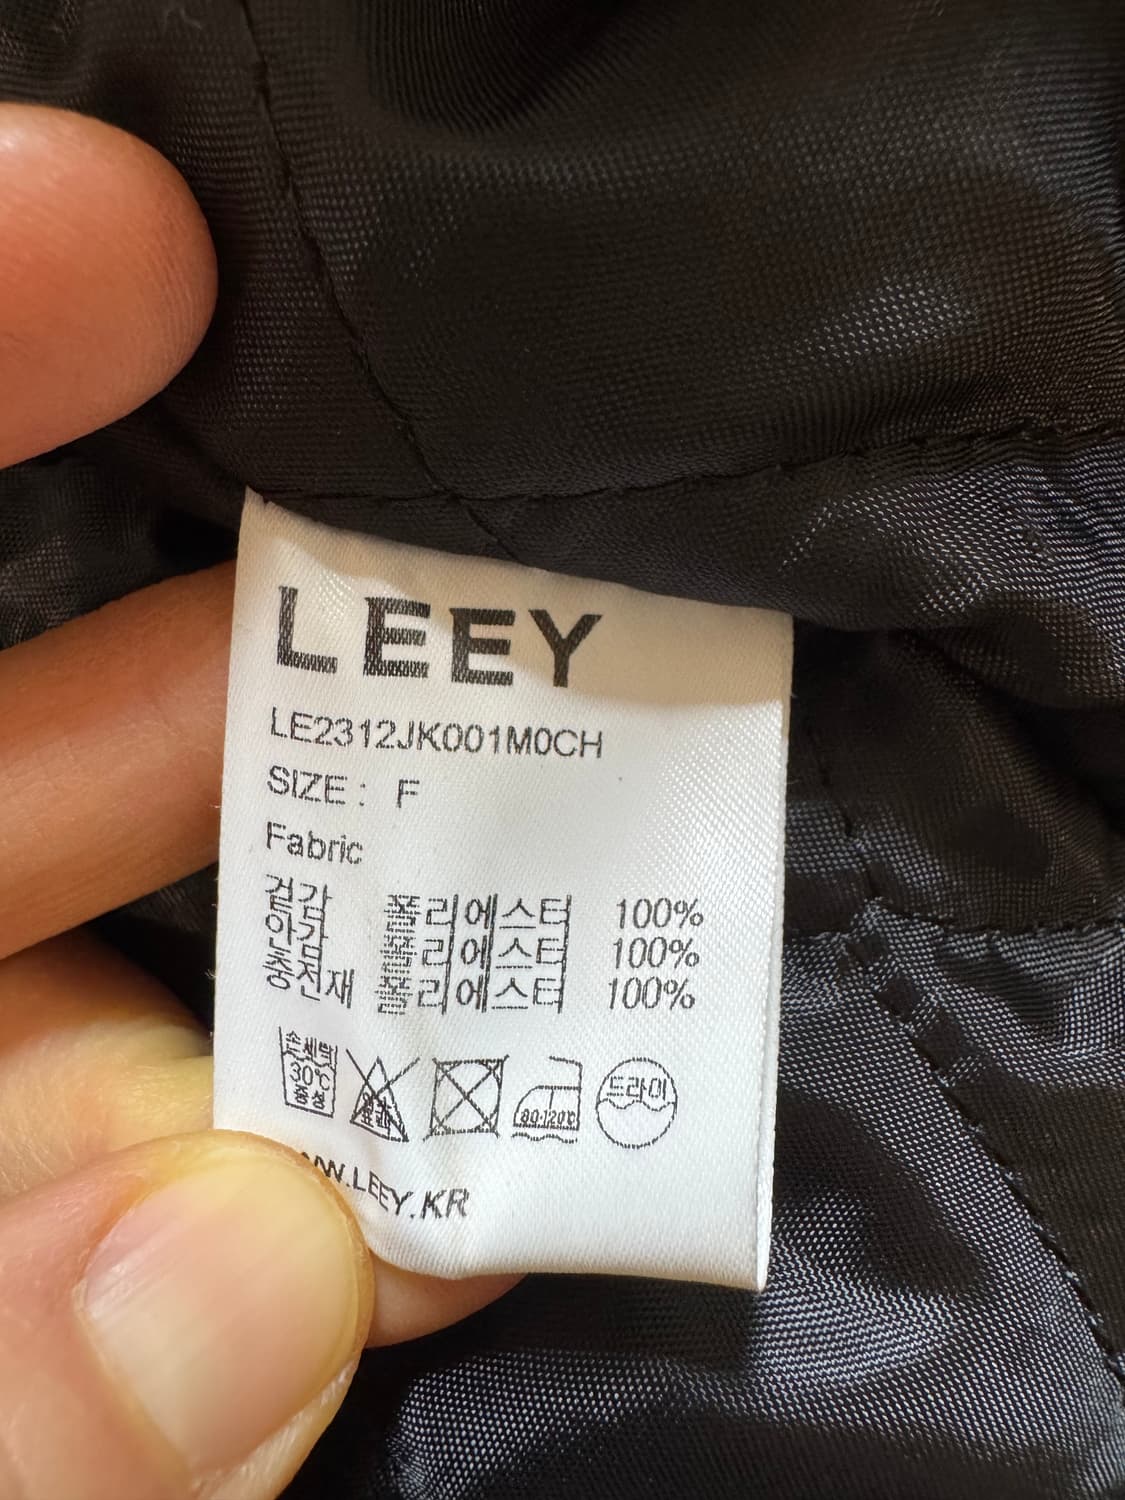 LEEY
LE2312JK001M0CH
SIZE : F
Fabric
겉감 폴리에스터 100%
안감 폴리에스터 100%
충전재 폴리에스터 100%
손세탁
30℃
중성
80-120℃
드라이
.LEEY.KR